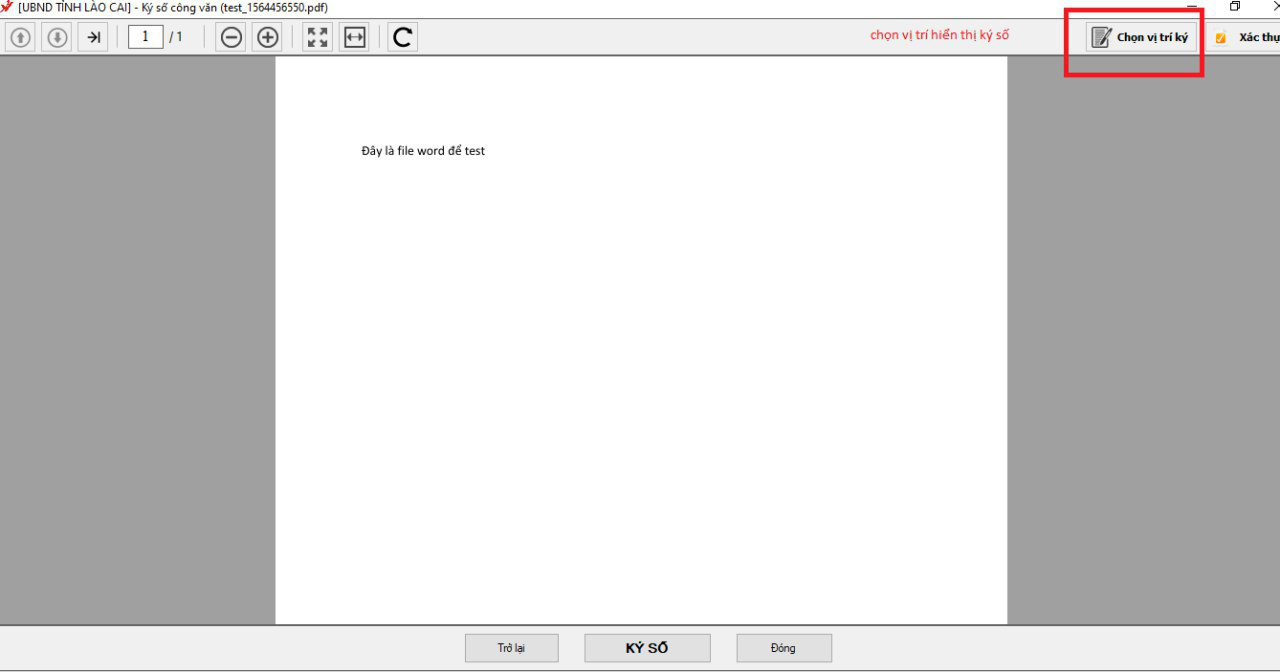 [UBND TỈNH LÀO CAI] - Ký số công văn (test_1564456550.pdf)
1 / 1
chọn vị trí hiển thị ký số
Chọn vị trí ký
Xác thụ
Đây là file word để test
Trở lại
KÝ SỐ
Đóng